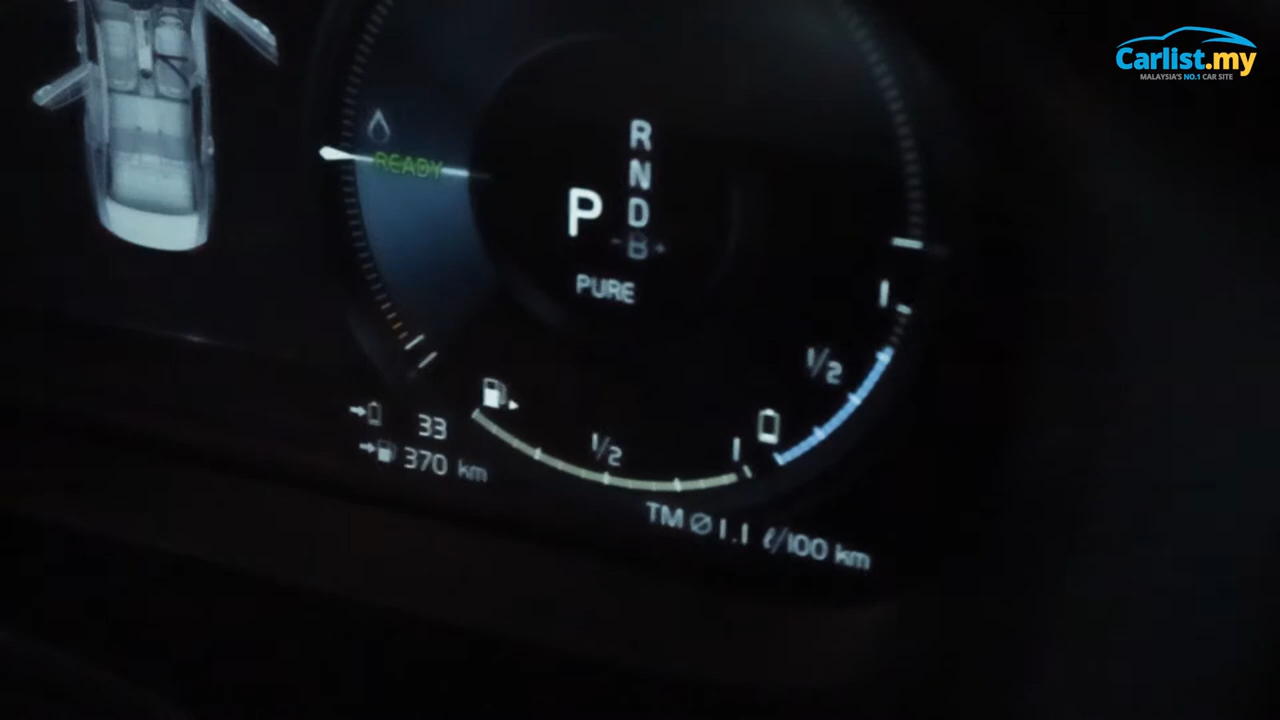 Carlist.my
MALAYSIA'S NO.1 CAR SITE
READY
R
N
D
P
- B +
PURE
1
1/2
1/2
1
33
370 km
TM Ø 1.1 ℓ/100 km